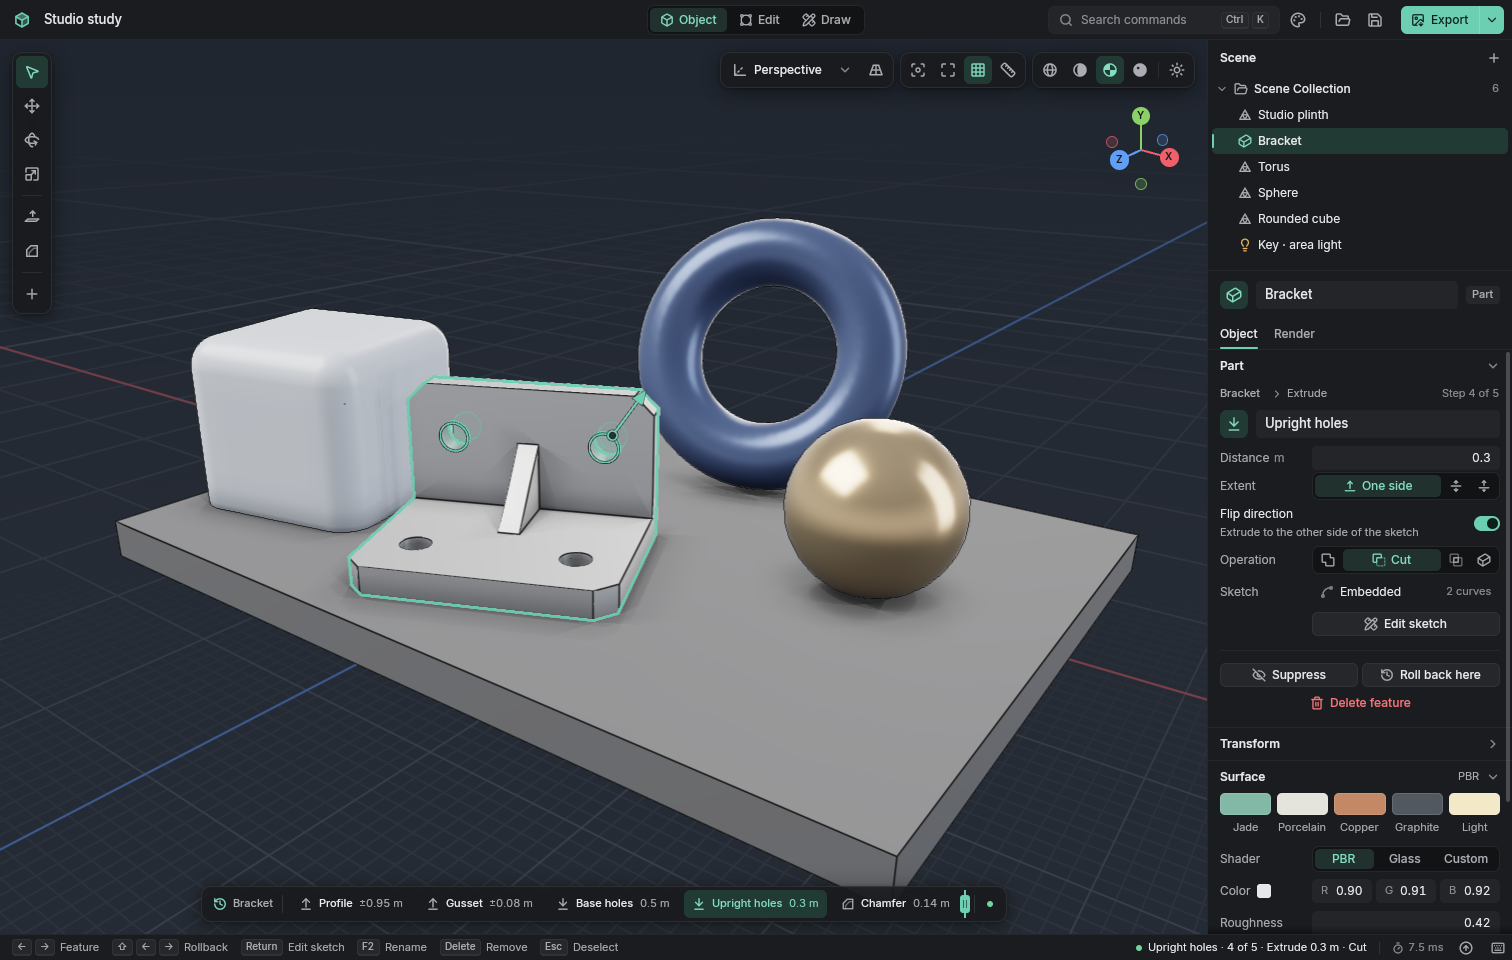 Studio study
Object
Edit
Draw
Search commands
Ctrl
K
Export
Perspective
Y
Z
X
Scene
Scene Collection
6
Studio plinth
Bracket
Torus
Sphere
Rounded cube
Key · area light
Bracket
Part
Object
Render
Part
Bracket
Extrude
Step 4 of 5
Upright holes
Distance m
0.3
Extent
One side
Flip direction
Extrude to the other side of the sketch
Operation
Cut
Sketch
Embedded
2 curves
Edit sketch
Suppress
Roll back here
Delete feature
Transform
Surface
PBR
Jade
Porcelain
Copper
Graphite
Light
Shader
PBR
Glass
Custom
Color
R 0.90
G 0.91
B 0.92
Roughness
0.42
Bracket
Profile ±0.95 m
Gusset ±0.08 m
Base holes 0.5 m
Upright holes 0.3 m
Chamfer 0.14 m
Feature
Rollback
Return Edit sketch
F2 Rename
Delete Remove
Esc Deselect
Upright holes · 4 of 5 · Extrude 0.3 m · Cut
7.5 ms